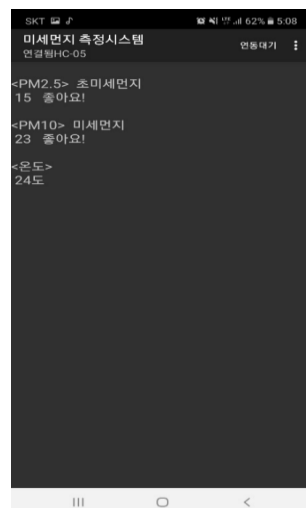 SKT 62% 5:08
미세먼지 측정시스템
연결됨HC-05
연동대기
<PM2.5> 초미세먼지
15 좋아요!
<PM10> 미세먼지
23 좋아요!
<온도>
24도